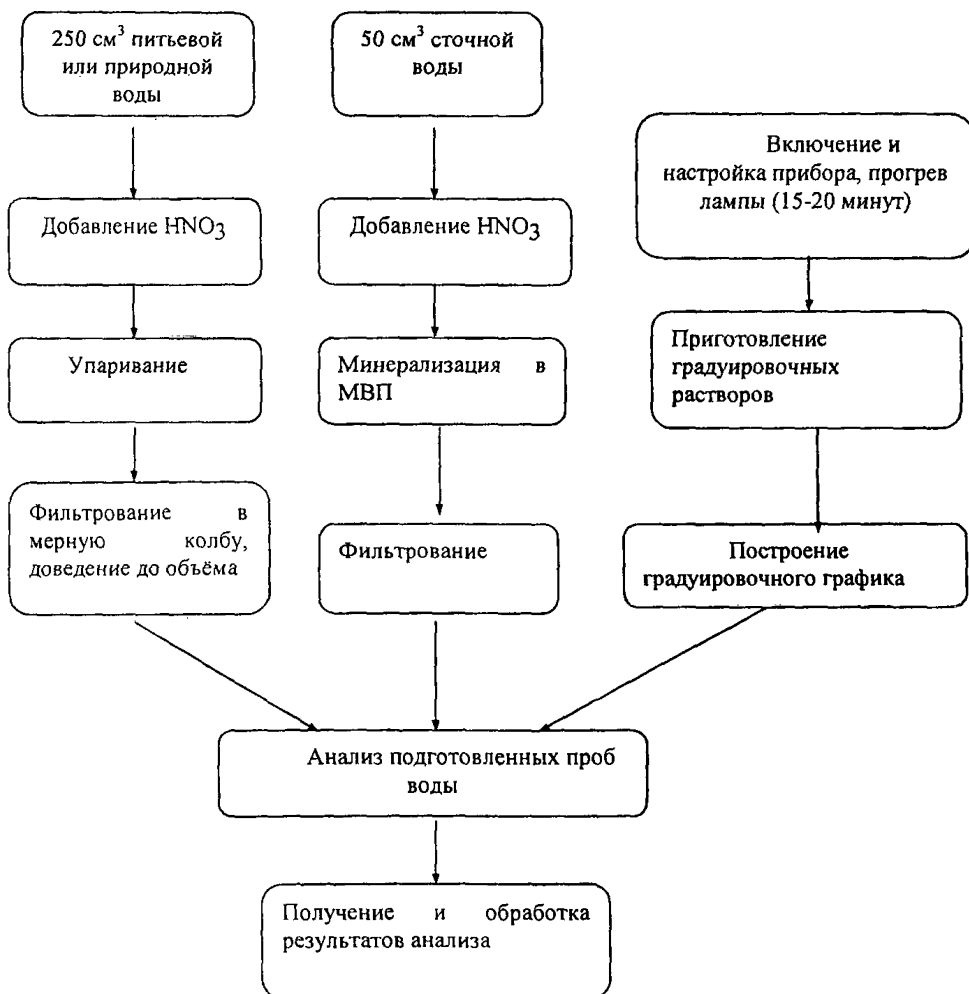 250 см³ питьевой
или природной
воды
50 см³ сточной
воды
Включение и
настройка прибора, прогрев
лампы (15-20 минут)
Добавление HNO₃
Добавление HNO₃
Упаривание
Минерализация в
МВП
Приготовление
градуировочных
растворов
Фильтрование в
мерную колбу,
доведение до объёма
Фильтрование
Построение
градуировочного графика
Анализ подготовленных проб
воды
Получение и обработка
результатов анализа